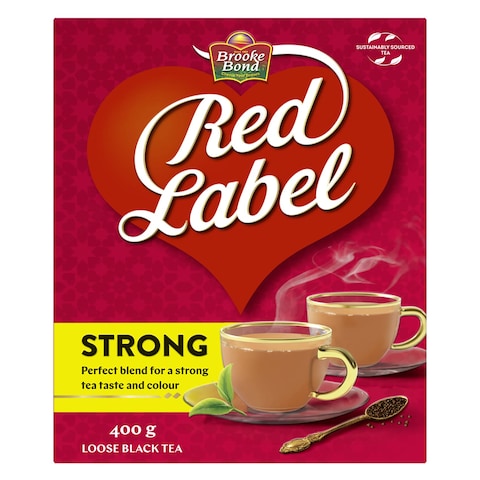 Brooke
Bond
SUSTAINABLY SOURCED
TEA
Red
Label
STRONG
Perfect blend for a strong
tea taste and colour
400 g
LOOSE BLACK TEA